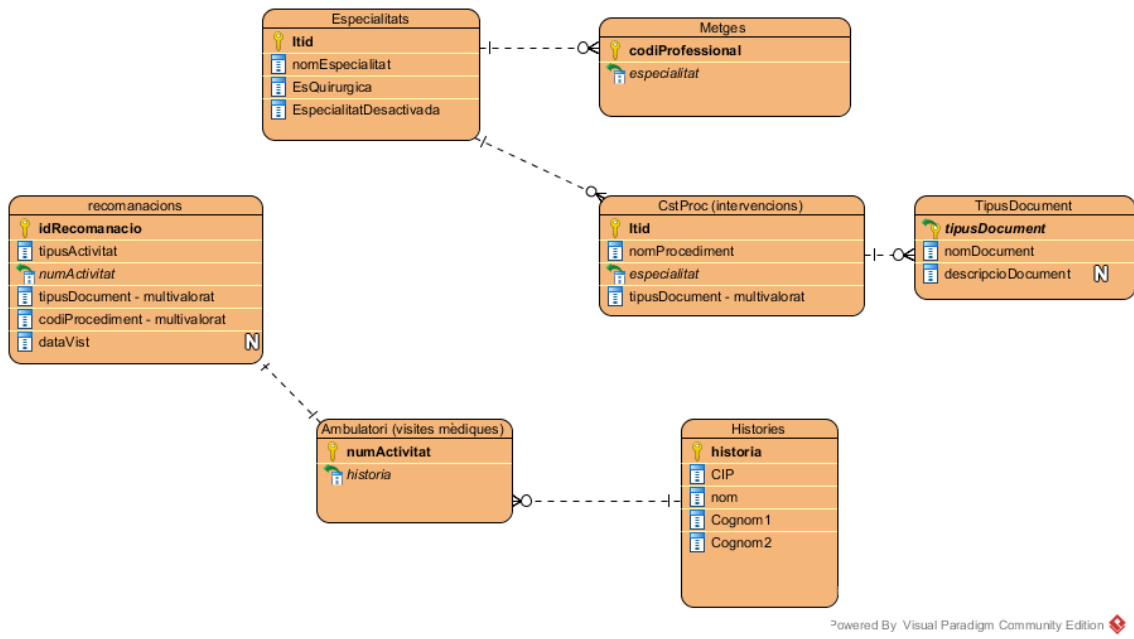 Especialitats
ltid
nomEspecialitat
EsQuirurgica
EspecialitatDesactivada
Metges
codiProfessional
especialitat
recomanacions
idRecomanacio
tipusActivitat
numActivitat
tipusDocument - multivalorat
codiProcediment - multivalorat
dataVist N
CstProc (intervencions)
ltid
nomProcediment
especialitat
tipusDocument - multivalorat
TipusDocument
tipusDocument
nomDocument
descripcioDocument N
Ambulatori (visites mèdiques)
numActivitat
historia
Histories
historia
CIP
nom
Cognom1
Cognom2
Powered By Visual Paradigm Community Edition